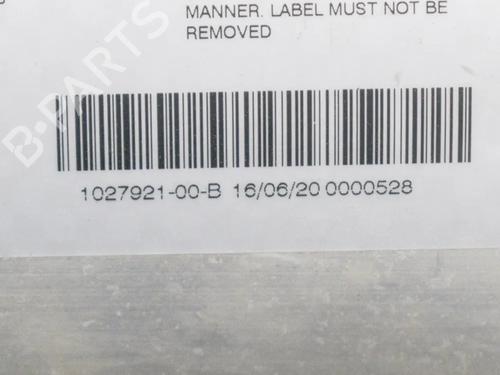 MANNER. LABEL MUST NOT BE
REMOVED
B-PARTS
1027921-00-B 16/06/20 0000528